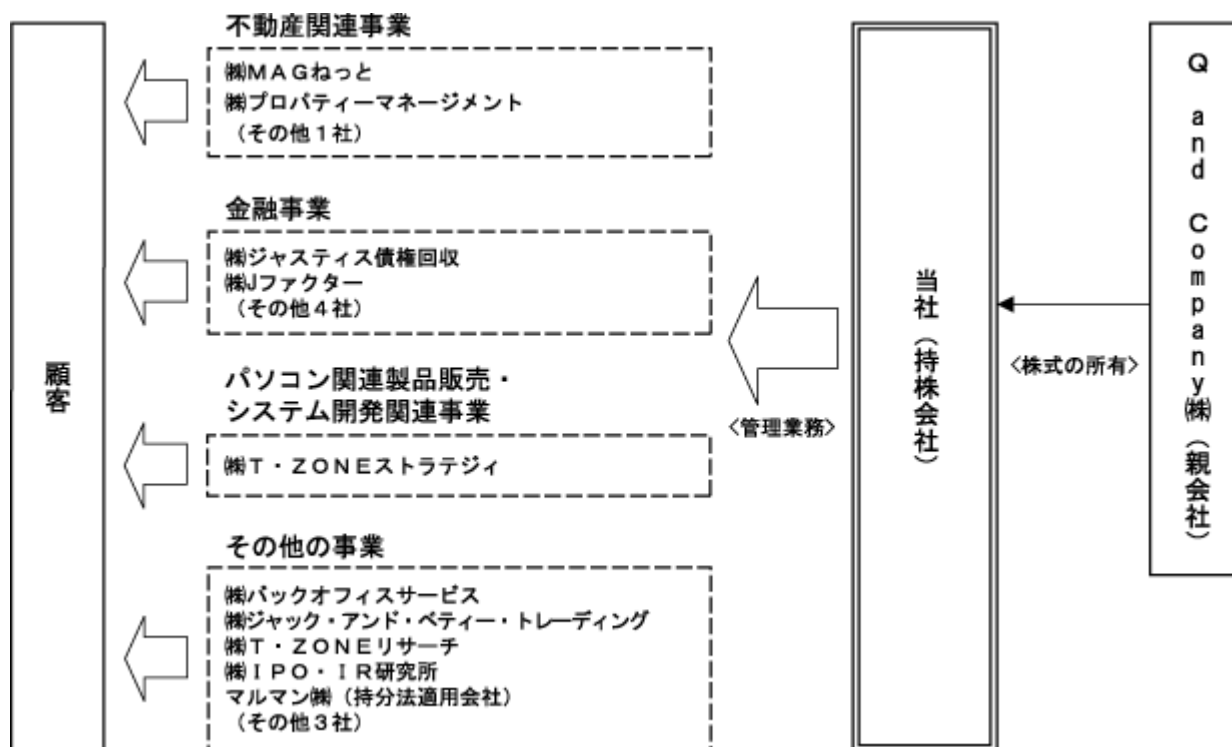 不動産関連事業
㈱ＭＡＧねっと
㈱プロパティーマネージメント
（その他１社）
金融事業
㈱ジャスティス債権回収
㈱Jファクター
（その他４社）
パソコン関連製品販売・
システム開発関連事業
㈱Ｔ・ＺＯＮＥストラテジィ
その他の事業
㈱バックオフィスサービス
㈱ジャック・アンド・ベティー・トレーディング
㈱Ｔ・ＺＯＮＥリサーチ
㈱ＩＰＯ・ＩＲ研究所
マルマン㈱（持分法適用会社）
（その他３社）
顧客
<管理業務>
当社（持株会社）
<株式の所有>
Ｑ ａｎｄ Ｃｏｍｐａｎｙ㈱（親会社）